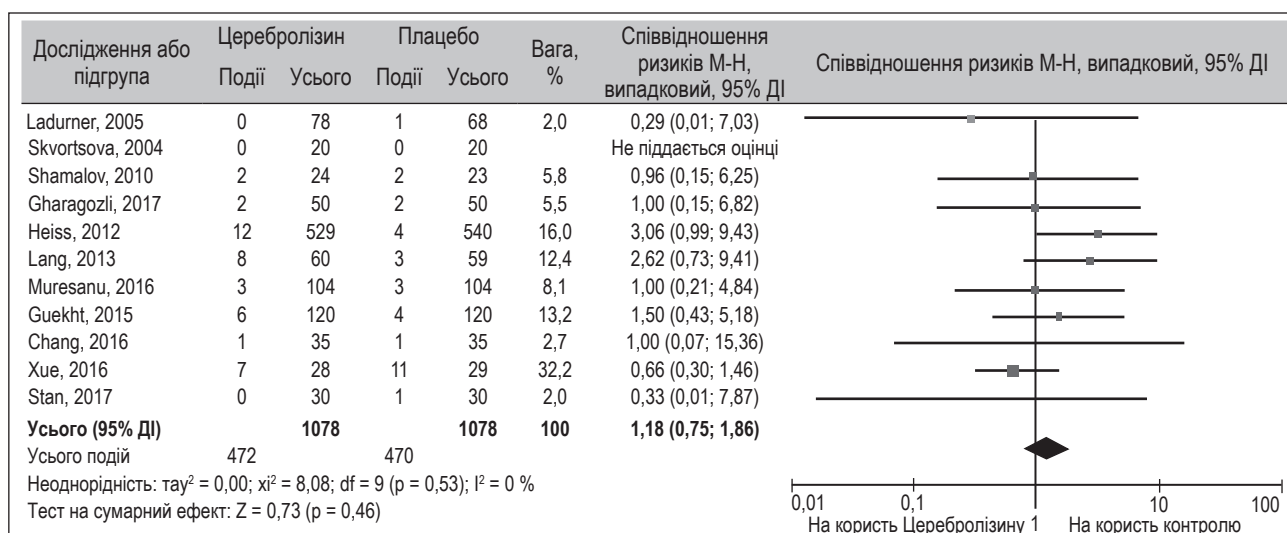 Дослідження або підгрупа Церебролізин Плацебо Вага, % Співвідношення ризиків М-Н, випадковий, 95% ДІ Співвідношення ризиків М-Н, випадковий, 95% ДІ
Події Усього Події Усього
Ladurner, 2005 0 78 1 68 2,0 0,29 (0,01; 7,03)
Skvortsova, 2004 0 20 0 20 Не піддається оцінці
Shamalov, 2010 2 24 2 23 5,8 0,96 (0,15; 6,25)
Gharagozli, 2017 2 50 2 50 5,5 1,00 (0,15; 6,82)
Heiss, 2012 12 529 4 540 16,0 3,06 (0,99; 9,43)
Lang, 2013 8 60 3 59 12,4 2,62 (0,73; 9,41)
Muresanu, 2016 3 104 3 104 8,1 1,00 (0,21; 4,84)
Guekht, 2015 6 120 4 120 13,2 1,50 (0,43; 5,18)
Chang, 2016 1 35 1 35 2,7 1,00 (0,07; 15,36)
Xue, 2016 7 28 11 29 32,2 0,66 (0,30; 1,46)
Stan, 2017 0 30 1 30 2,0 0,33 (0,01; 7,87)
Усього (95% ДІ) 1078 1078 100 1,18 (0,75; 1,86)
Усього подій 472 470
Неоднорідність: тау² = 0,00; хі² = 8,08; df = 9 (p = 0,53); I² = 0 %
Тест на сумарний ефект: Z = 0,73 (p = 0,46)
0,01 0,1 1 10 100
На користь Церебролізину На користь контролю